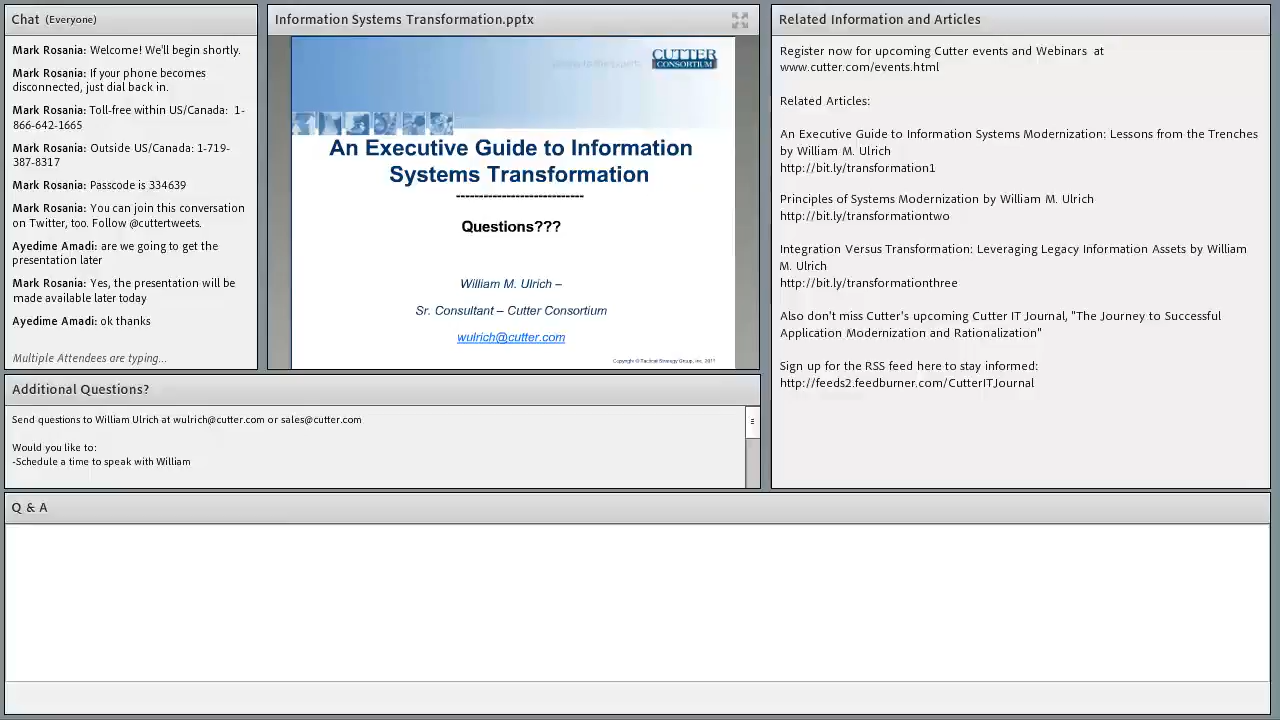 Chat (Everyone)
Mark Rosania: Welcome! We'll begin shortly.
Mark Rosania: If your phone becomes
disconnected, just dial back in.
Mark Rosania: Toll-free within US/Canada: 1-
866-642-1665
Mark Rosania: Outside US/Canada: 1-719-
387-8317
Mark Rosania: Passcode is 334639
Mark Rosania: You can join this conversation
on Twitter, too. Follow @cuttertweets.
Ayedime Amadi: are we going to get the
presentation later
Mark Rosania: Yes, the presentation will be
made available later today
Ayedime Amadi: ok thanks
Multiple Attendees are typing...
Information Systems Transformation.pptx
CUTTER
CONSORTIUM
An Executive Guide to Information
Systems Transformation
---------------------------
Questions???
William M. Ulrich –
Sr. Consultant – Cutter Consortium
wulrich@cutter.com
Copyright © Tactical Strategy Group, Inc. 2011
Additional Questions?
Send questions to William Ulrich at wulrich@cutter.com or sales@cutter.com
Would you like to:
-Schedule a time to speak with William
Related Information and Articles
Register now for upcoming Cutter events and Webinars at
www.cutter.com/events.html
Related Articles:
An Executive Guide to Information Systems Modernization: Lessons from the Trenches
by William M. Ulrich
http://bit.ly/transformation1
Principles of Systems Modernization by William M. Ulrich
http://bit.ly/transformationtwo
Integration Versus Transformation: Leveraging Legacy Information Assets by William
M. Ulrich
http://bit.ly/transformationthree
Also don't miss Cutter's upcoming Cutter IT Journal, "The Journey to Successful
Application Modernization and Rationalization"
Sign up for the RSS feed here to stay informed:
http://feeds2.feedburner.com/CutterITJournal
Q & A